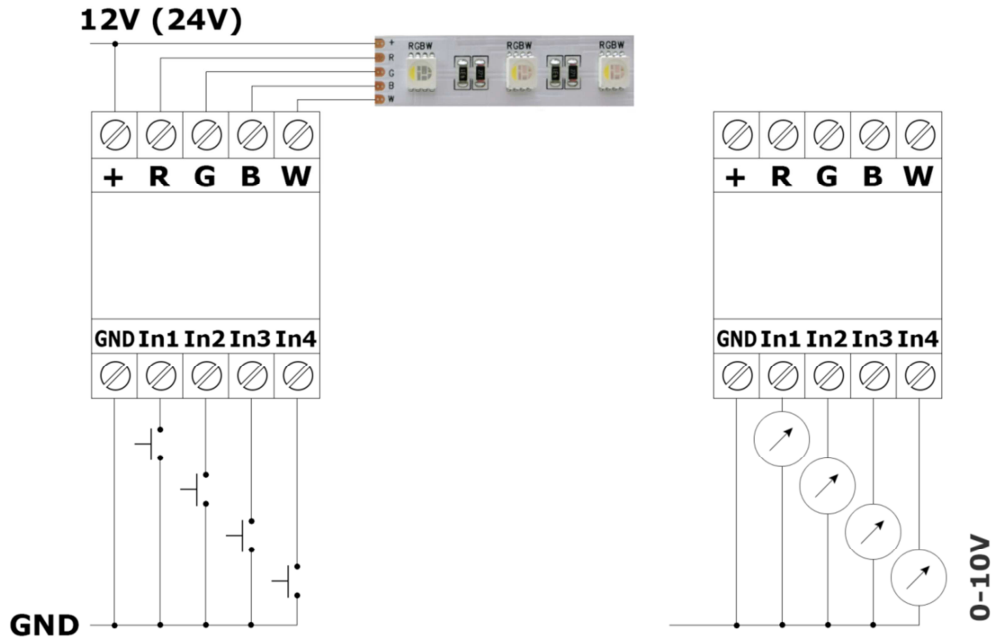 12V (24V)
+
R
G
B
W
RGBW RGBW RGBW
+ R G B W
GND In1 In2 In3 In4
GND
+ R G B W
GND In1 In2 In3 In4
0-10V